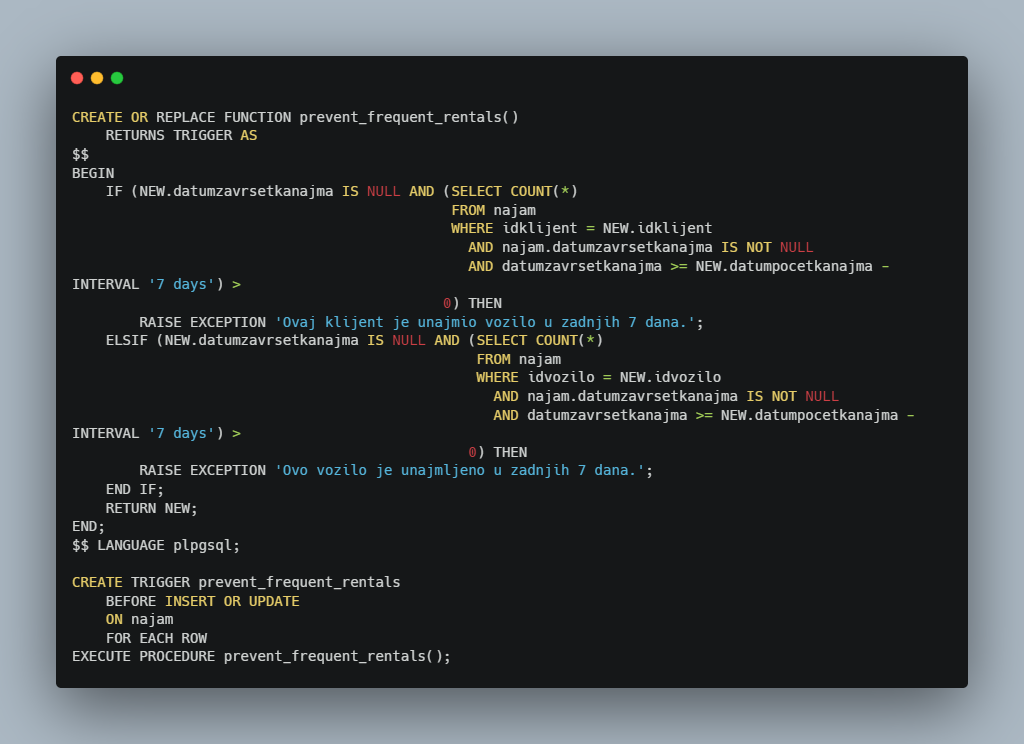 CREATE OR REPLACE FUNCTION prevent_frequent_rentals()
    RETURNS TRIGGER AS
$$
BEGIN
    IF (NEW.datumzavrsetkanajma IS NULL AND (SELECT COUNT(*)
                                             FROM najam
                                             WHERE idklijent = NEW.idklijent
                                               AND najam.datumzavrsetkanajma IS NOT NULL
                                               AND datumzavrsetkanajma >= NEW.datumpocetkanajma -
INTERVAL '7 days') >
                                            0) THEN
        RAISE EXCEPTION 'Ovaj klijent je unajmio vozilo u zadnjih 7 dana.';
    ELSIF (NEW.datumzavrsetkanajma IS NULL AND (SELECT COUNT(*)
                                                FROM najam
                                                WHERE idvozilo = NEW.idvozilo
                                                  AND najam.datumzavrsetkanajma IS NOT NULL
                                                  AND datumzavrsetkanajma >= NEW.datumpocetkanajma -
INTERVAL '7 days') >
                                               0) THEN
        RAISE EXCEPTION 'Ovo vozilo je unajmljeno u zadnjih 7 dana.';
    END IF;
    RETURN NEW;
END;
$$ LANGUAGE plpgsql;

CREATE TRIGGER prevent_frequent_rentals
    BEFORE INSERT OR UPDATE
    ON najam
    FOR EACH ROW
EXECUTE PROCEDURE prevent_frequent_rentals();